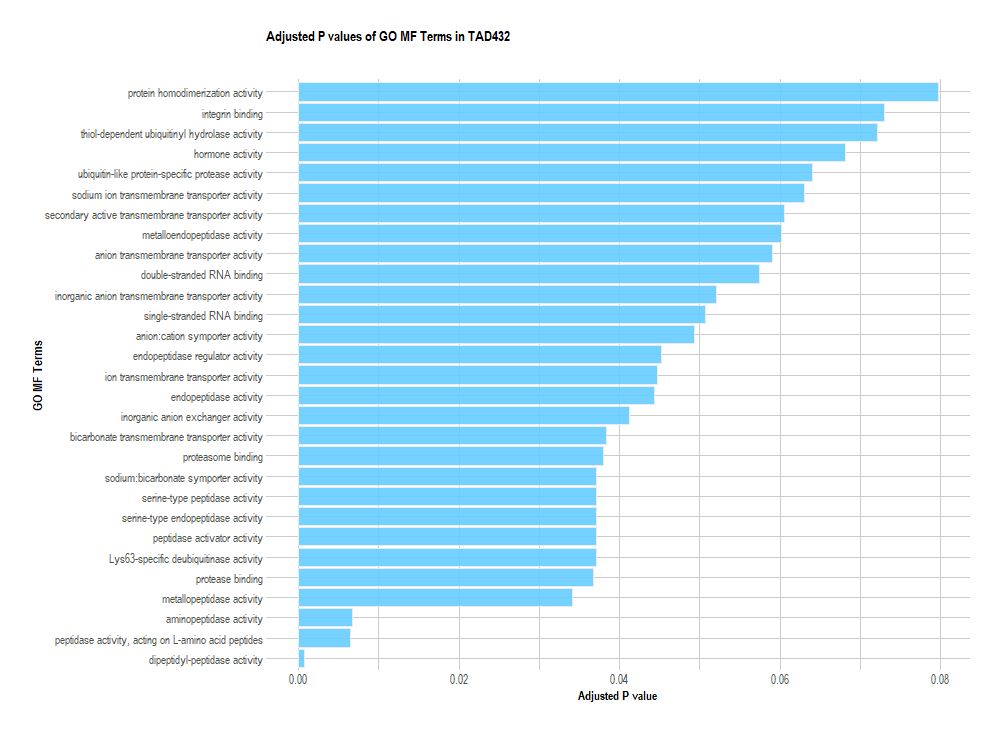 Adjusted P values of GO MF Terms in TAD432
protein homodimerization activity
integrin binding
thiol-dependent ubiquitinyl hydrolase activity
hormone activity
ubiquitin-like protein-specific protease activity
sodium ion transmembrane transporter activity
secondary active transmembrane transporter activity
metalloendopeptidase activity
anion transmembrane transporter activity
double-stranded RNA binding
inorganic anion transmembrane transporter activity
single-stranded RNA binding
anion:cation symporter activity
endopeptidase regulator activity
ion transmembrane transporter activity
endopeptidase activity
inorganic anion exchanger activity
bicarbonate transmembrane transporter activity
proteasome binding
sodium:bicarbonate symporter activity
serine-type peptidase activity
serine-type endopeptidase activity
peptidase activator activity
Lys63-specific deubiquitinase activity
protease binding
metallopeptidase activity
aminopeptidase activity
peptidase activity, acting on L-amino acid peptides
dipeptidyl-peptidase activity
GO MF Terms
0.00 0.02 0.04 0.06 0.08
Adjusted P value